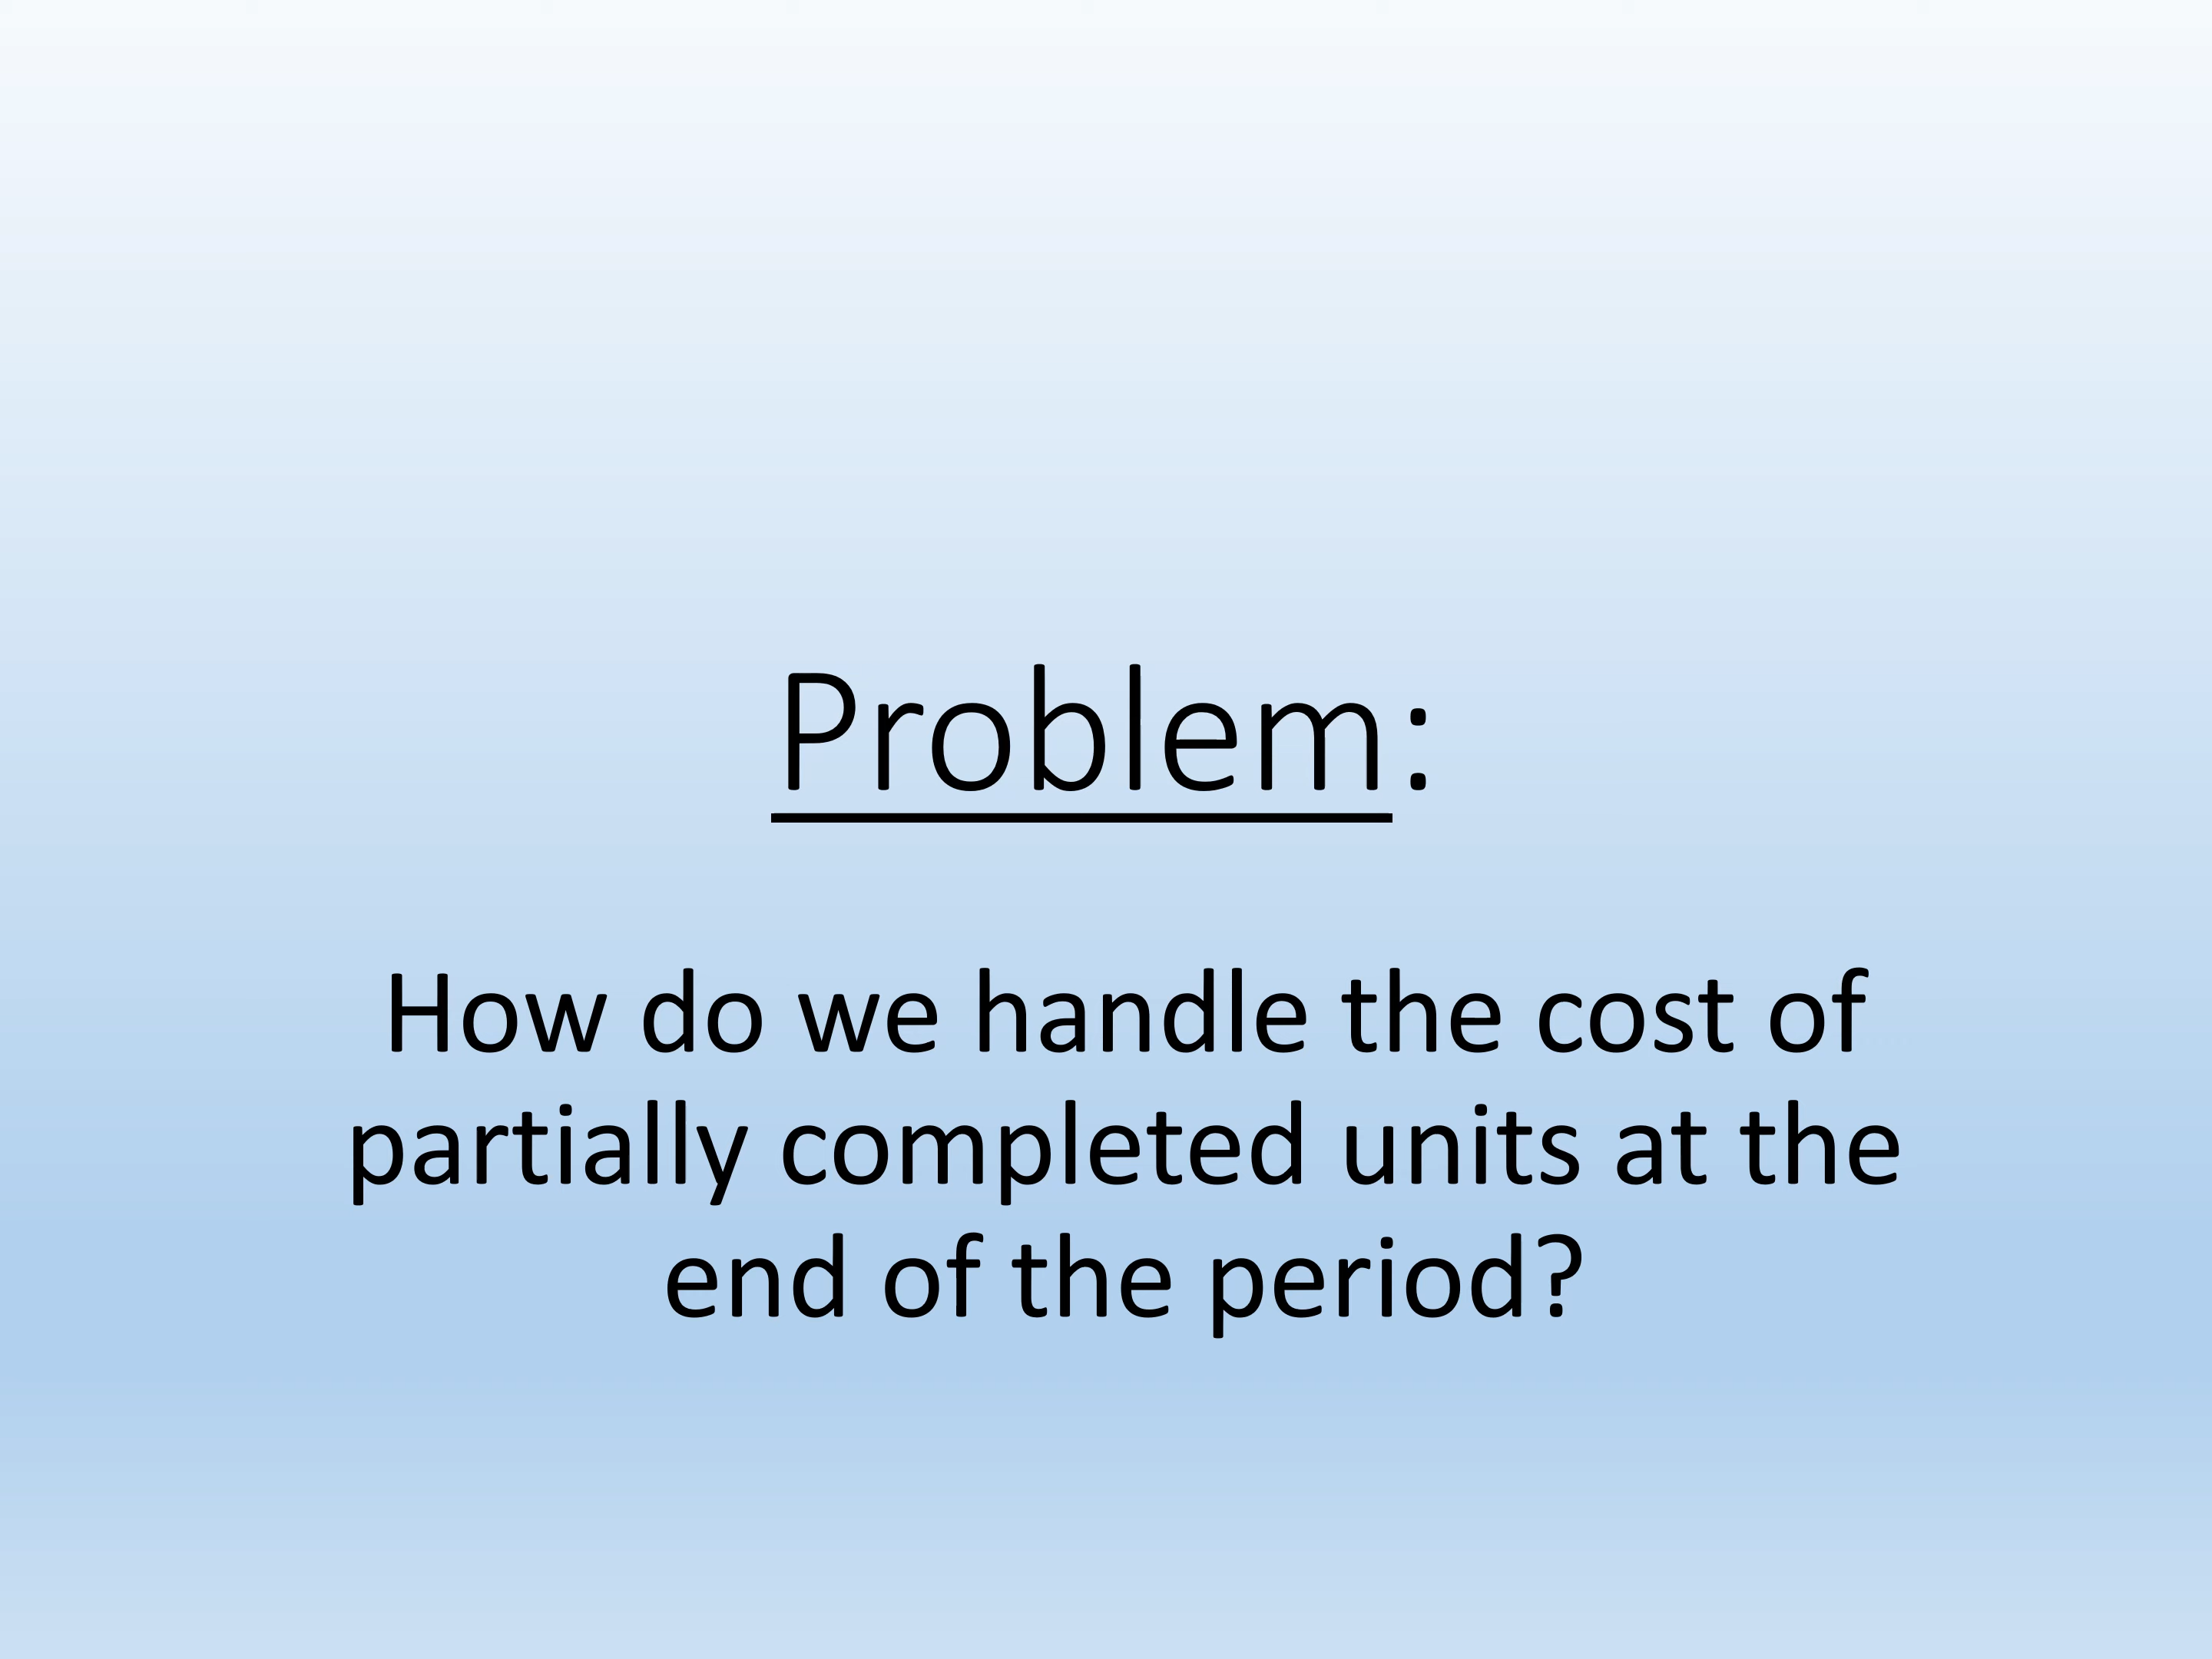 Problem:
How do we handle the cost of
partially completed units at the
end of the period?